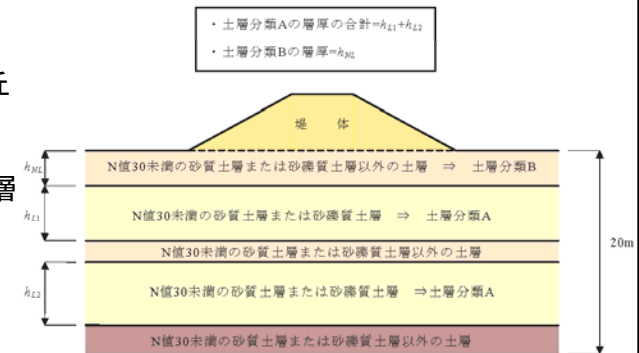 ・土層分類Aの層厚の合計=hL1+hL2
・土層分類Bの層厚=hNL
丘
堤 体
hNL
N値30未満の砂質土層または砂礫質土層以外の土層 ⇒ 土層分類B
層
hL1
N値30未満の砂質土層または砂礫質土層 ⇒ 土層分類A
20m
N値30未満の砂質土層または砂礫質土層以外の土層
hL2
N値30未満の砂質土層または砂礫質土層 ⇒土層分類A
N値30未満の砂質土層または砂礫質土層以外の土層